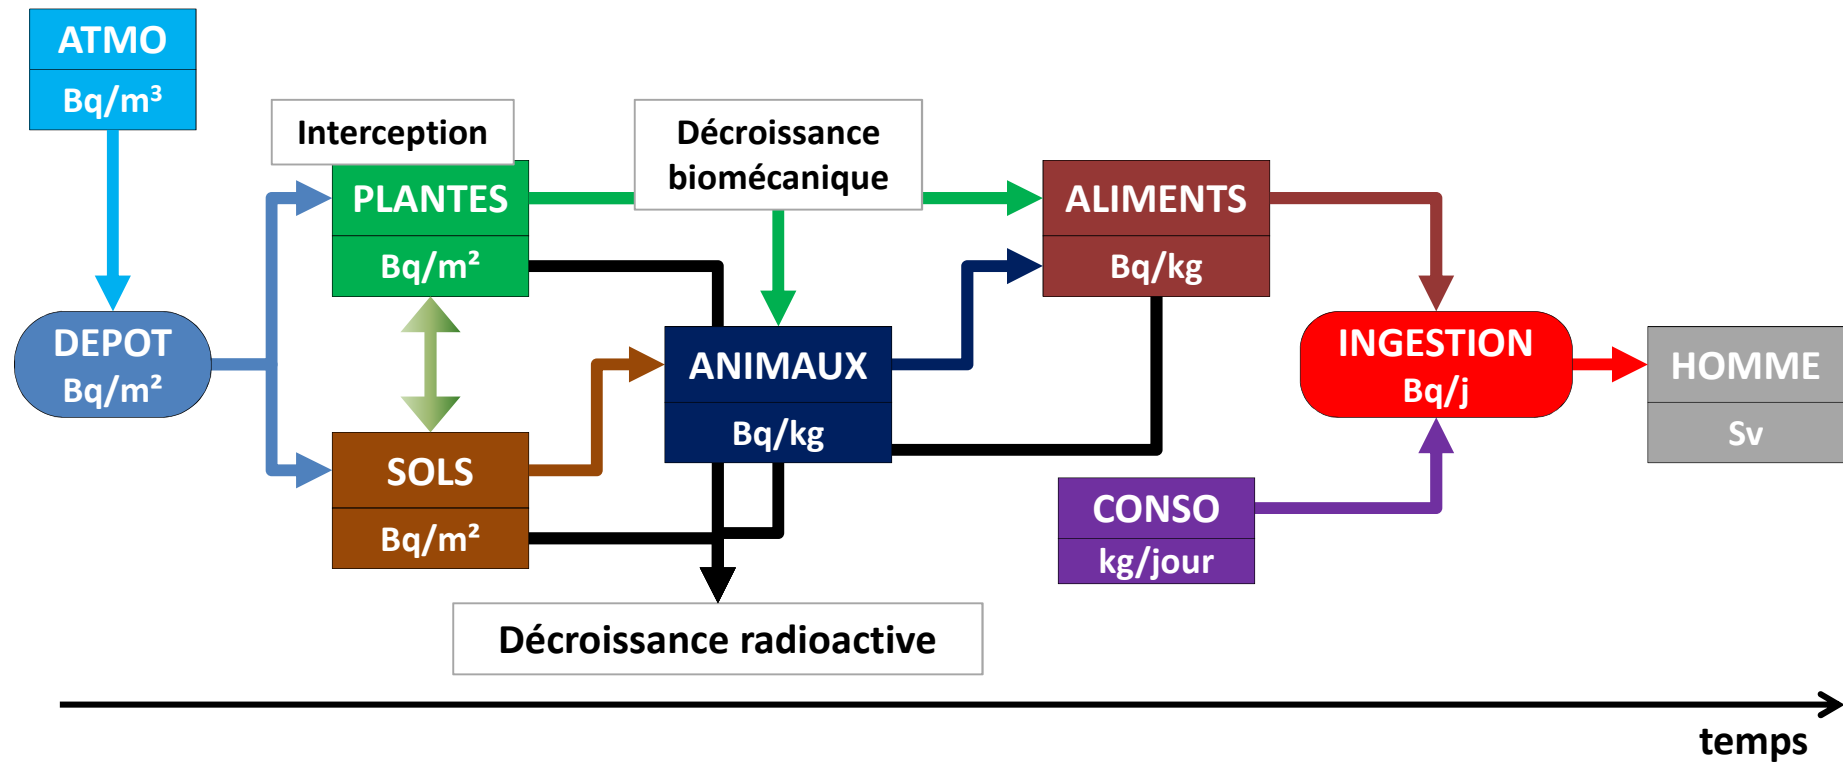 ATMO
Bq/m³
Interception
Décroissance
biomécanique
PLANTES
Bq/m²
ALIMENTS
Bq/kg
DEPOT
Bq/m²
ANIMAUX
Bq/kg
INGESTION
Bq/j
HOMME
Sv
SOLS
Bq/m²
CONSO
kg/jour
Décroissance radioactive
temps